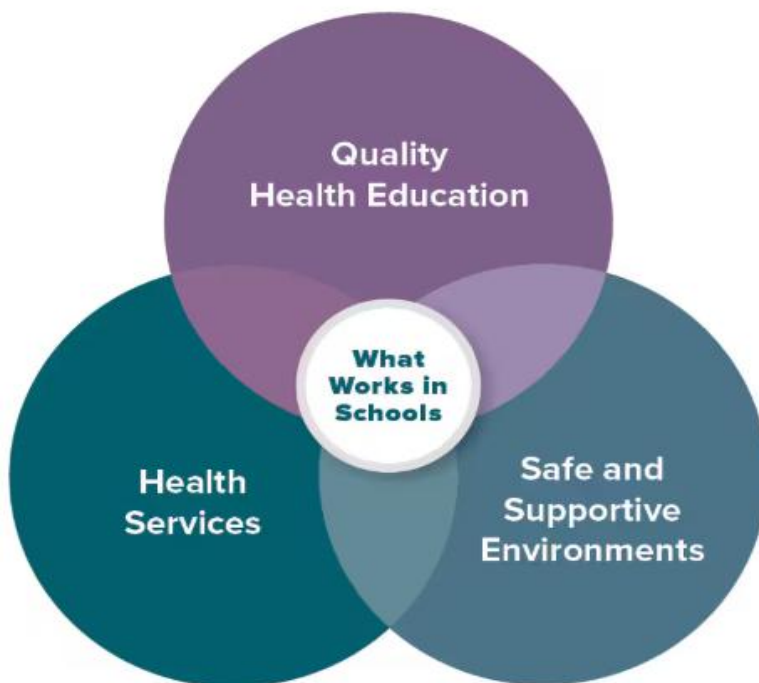 Quality
Health Education
What
Works in
Schools
Health
Services
Safe and
Supportive
Environments